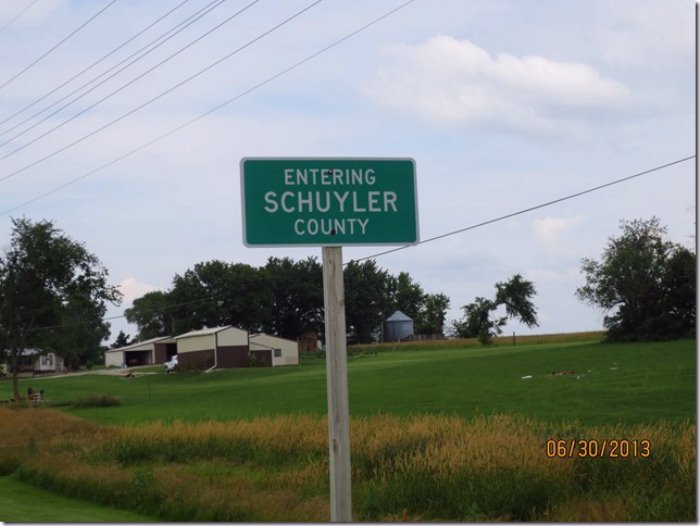 ENTERING
SCHUYLER
COUNTY
06/30/2013